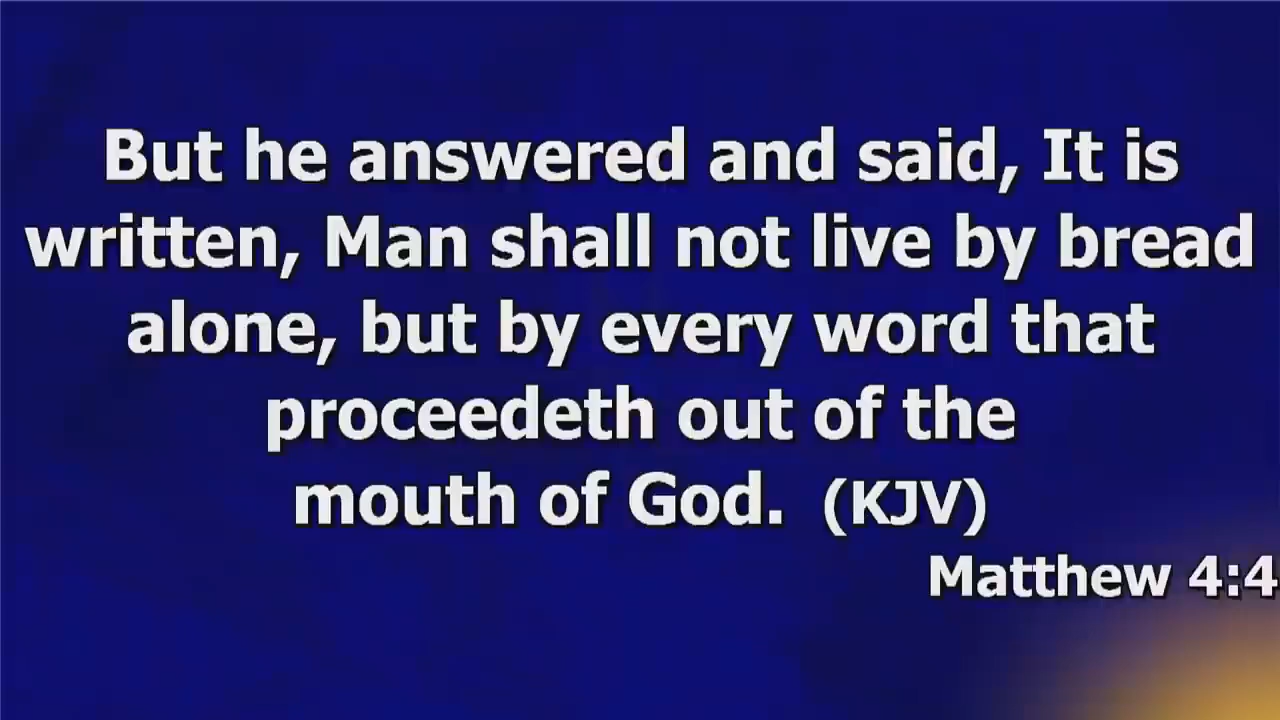 But he answered and said, It is
written, Man shall not live by bread
alone, but by every word that
proceedeth out of the
mouth of God. (KJV)
Matthew 4:4